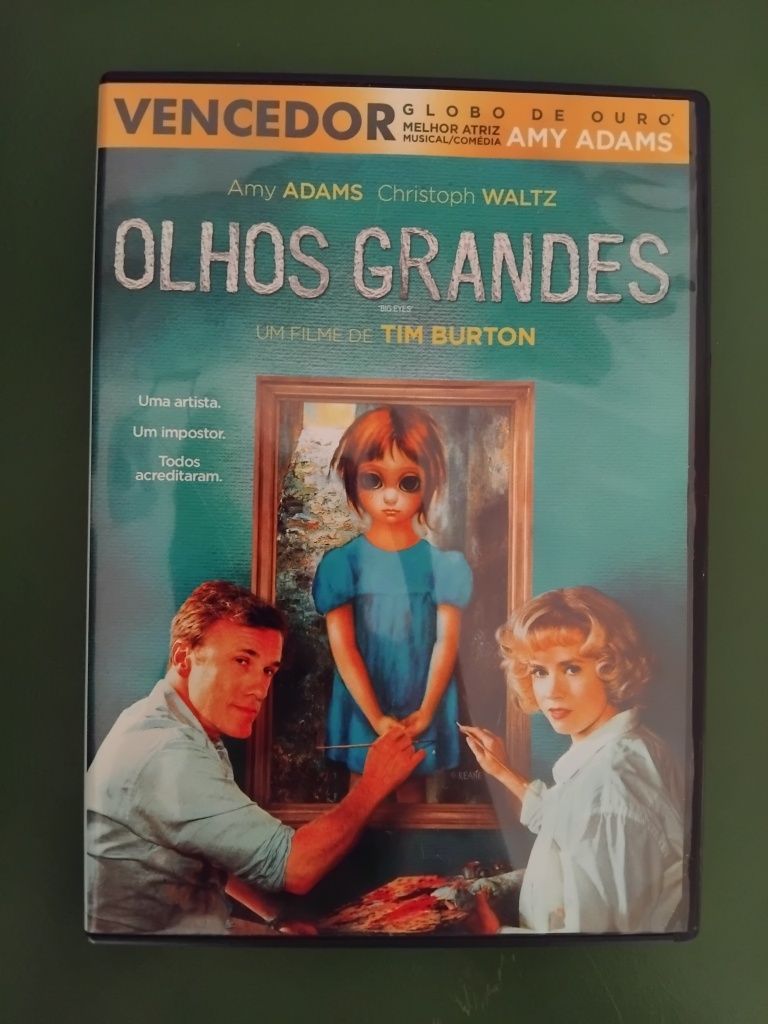 VENCEDOR GLOBO DE OURO
MELHOR ATRIZ
MUSICAL/COMÉDIA AMY ADAMS
Amy ADAMS Christoph WALTZ
OLHOS GRANDES
"BIG EYES"
UM FILME DE TIM BURTON
Uma artista.
Um impostor.
Todos
acreditaram.
KEANE